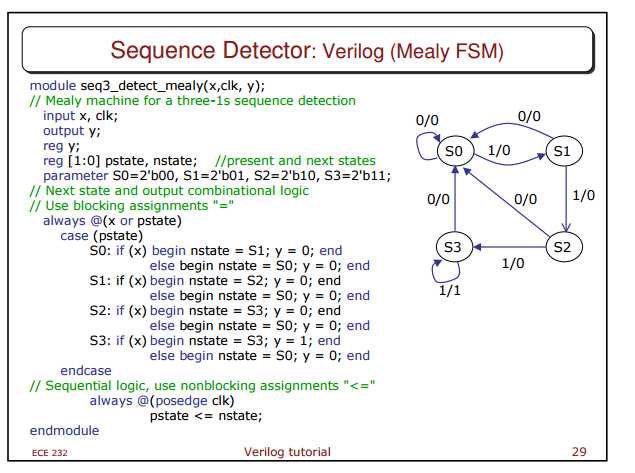 Sequence Detector: Verilog (Mealy FSM)
module seq3_detect_mealy(x,clk, y);
// Mealy machine for a three-1s sequence detection
input x, clk;
output y;
reg y;
reg [1:0] pstate, nstate; //present and next states
parameter S0=2'b00, S1=2'b01, S2=2'b10, S3=2'b11;
// Next state and output combinational logic
// Use blocking assignments "="
always @(x or pstate)
case (pstate)
S0: if (x) begin nstate = S1; y = 0; end
else begin nstate = S0; y = 0; end
S1: if (x) begin nstate = S2; y = 0; end
else begin nstate = S0; y = 0; end
S2: if (x) begin nstate = S3; y = 0; end
else begin nstate = S0; y = 0; end
S3: if (x) begin nstate = S3; y = 1; end
else begin nstate = S0; y = 0; end
endcase
// Sequential logic, use nonblocking assignments "<="
always @(posedge clk)
pstate <= nstate;
endmodule
0/0
0/0
S0
1/0
S1
0/0
0/0
1/0
S3
S2
1/0
1/1
ECE 232
Verilog tutorial
29